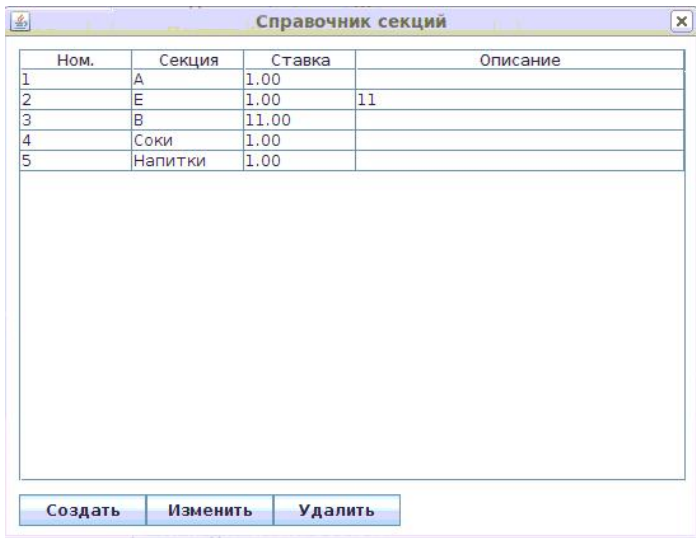 Справочник секций
Ном. Секция Ставка Описание
1 А 1.00
2 Е 1.00 11
3 В 11.00
4 Соки 1.00
5 Напитки 1.00
Создать Изменить Удалить